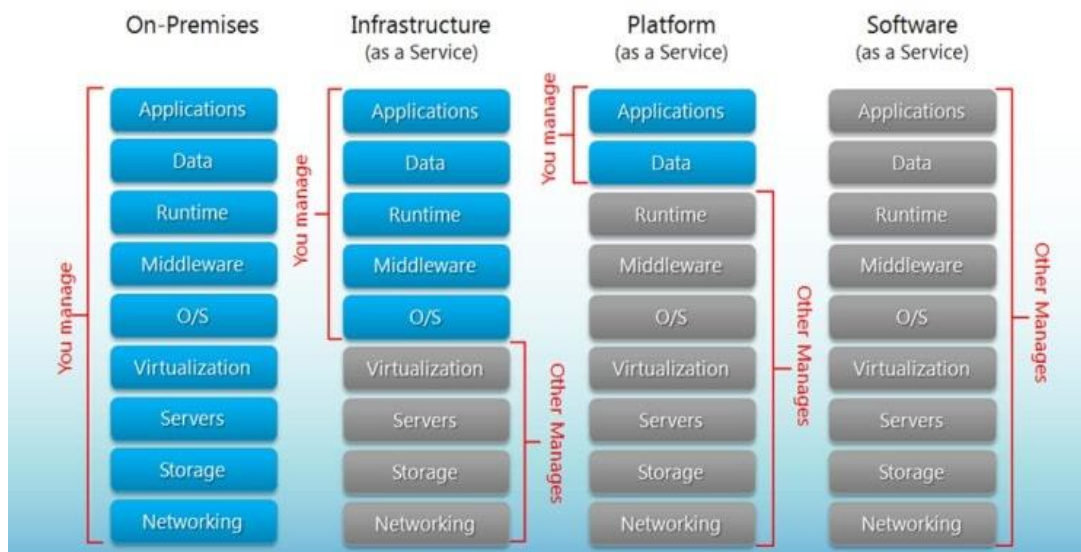 On-Premises
Infrastructure
(as a Service)
Platform
(as a Service)
Software
(as a Service)
You manage
Applications
Data
Runtime
Middleware
O/S
Virtualization
Servers
Storage
Networking
You manage
Applications
Data
Runtime
Middleware
O/S
Virtualization
Servers
Storage
Networking
Other Manages
You manage
Applications
Data
Runtime
Middleware
O/S
Virtualization
Servers
Storage
Networking
Other Manages
Applications
Data
Runtime
Middleware
O/S
Virtualization
Servers
Storage
Networking
Other Manages